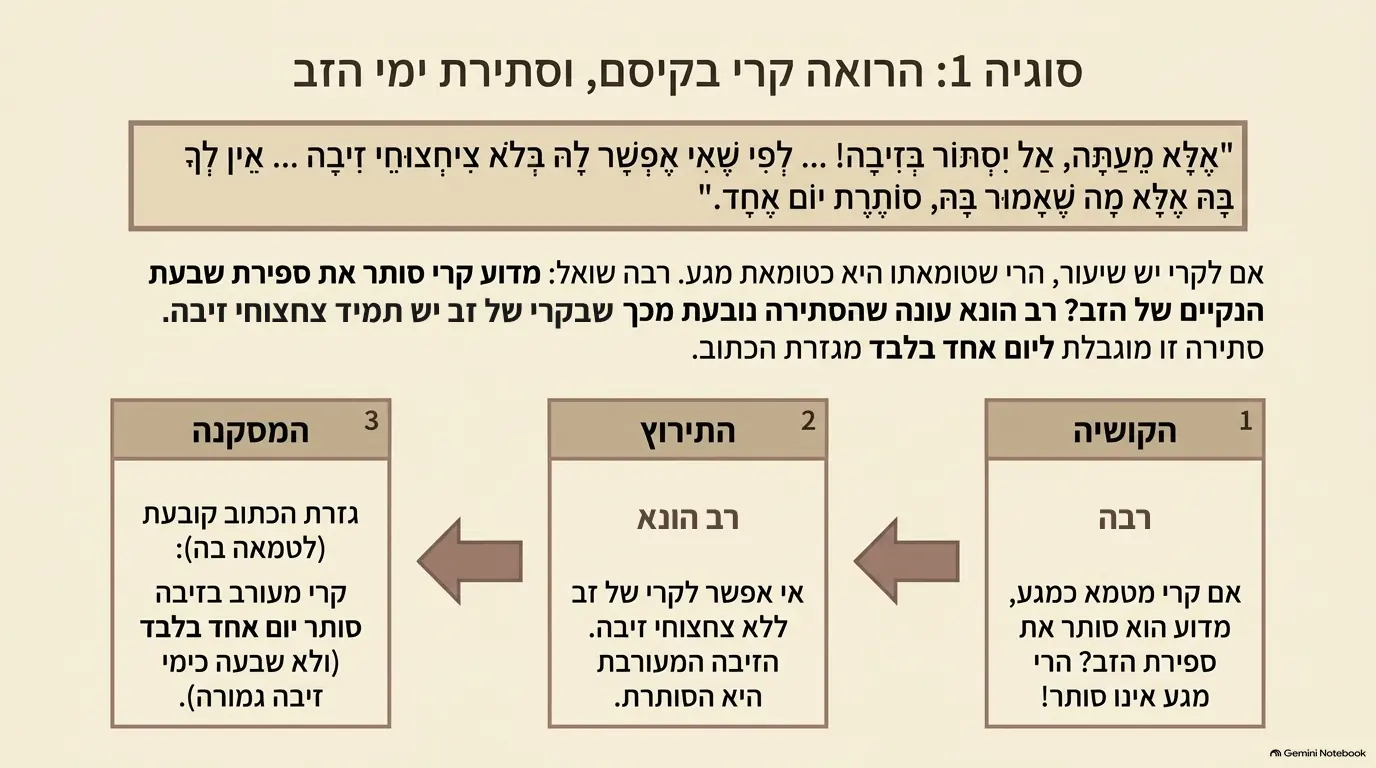 סוגיה 1: הרואה קרי בקיסם, וסתירת ימי הזב
"אֶלָּא מֵעַתָּה, אַל יִסְתּוֹר בְּזִיבָה! ... לְפִי שֶׁאִי אֶפְשָׁר לָהּ בְּלֹא צִיחְצוּחֵי זִיבָה ... אֵין לְךָ
בָּהּ אֶלָּא מָה שֶּׁאָמוּר בָּהּ, סוֹתֶרֶת יוֹם אֶחָד."
אם לקרי יש שיעור, הרי שטומאתו היא כטומאת מגע. רבה שואל: מדוע קרי סותר את ספירת שבעת
הנקיים של הזב? רב הונא עונה שהסתירה נובעת מכך שבקרי של זב יש תמיד צחצוחי זיבה.
סתירה זו מוגבלת ליום אחד בלבד מגזרת הכתוב.
1
הקושיה
רבה
אם קרי מטמא כמגע,
מדוע הוא סותר את
ספירת הזב? הרי
מגע אינו סותר!
2
התירוץ
רב הונא
אי אפשר לקרי של זב
ללא צחצוחי זיבה.
הזיבה המעורבת
היא הסותרת.
3
המסקנה
גזרת הכתוב קובעת
(לטמאה בה):
קרי מעורב בזיבה
סותר יום אחד בלבד
(ולא שבעה כימי
זיבה גמורה).
Gemini Notebook